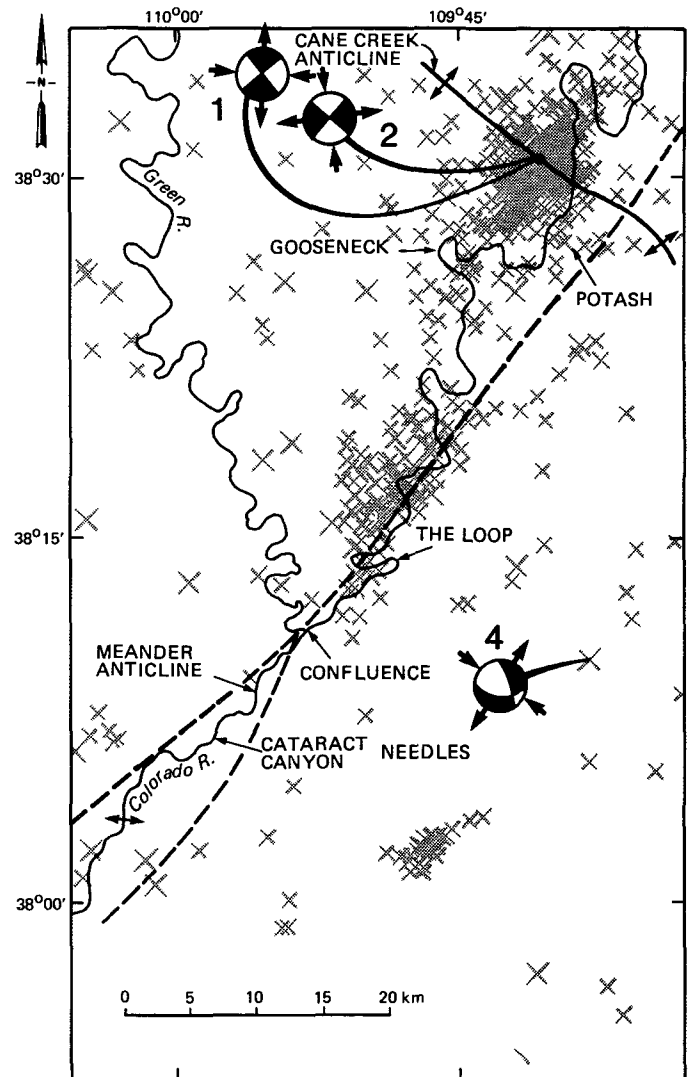 110°00'
109°45'
N
CANE CREEK
ANTICLINE
1
2
38°30'
Green
R.
GOOSENECK
POTASH
38°15'
THE LOOP
4
MEANDER
ANTICLINE
CONFLUENCE
CATARACT
CANYON
NEEDLES
Colorado R.
38°00'
0 5 10 15 20 km